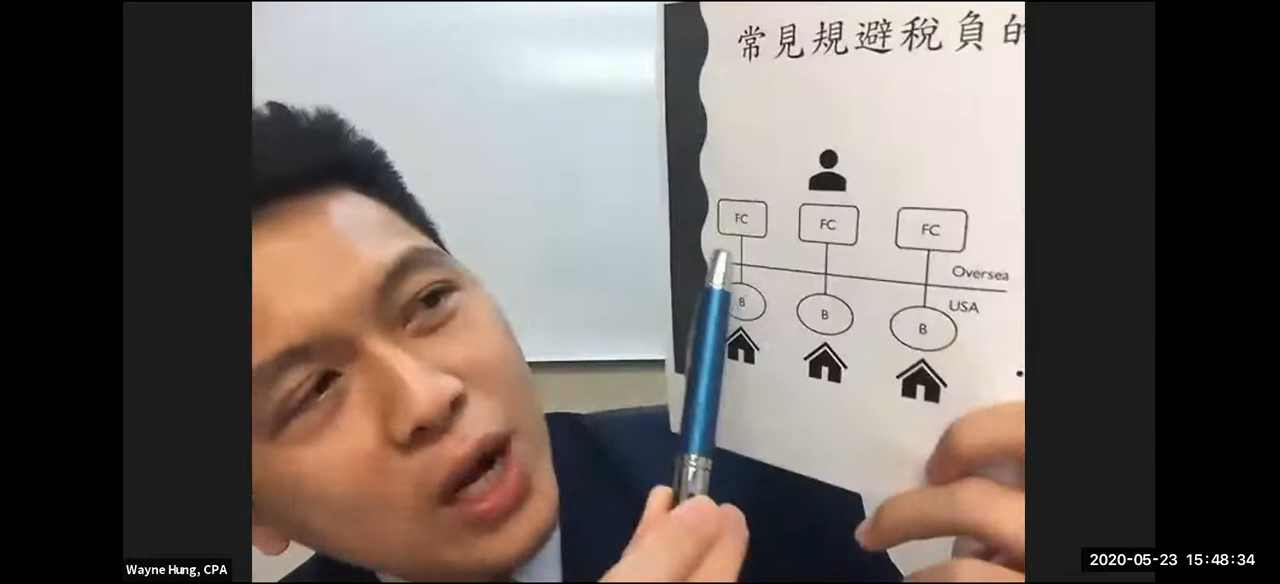 常見規避稅負的
FC FC FC
Oversea
USA
B B B
Wayne Hung, CPA
2020-05-23 15:48:34